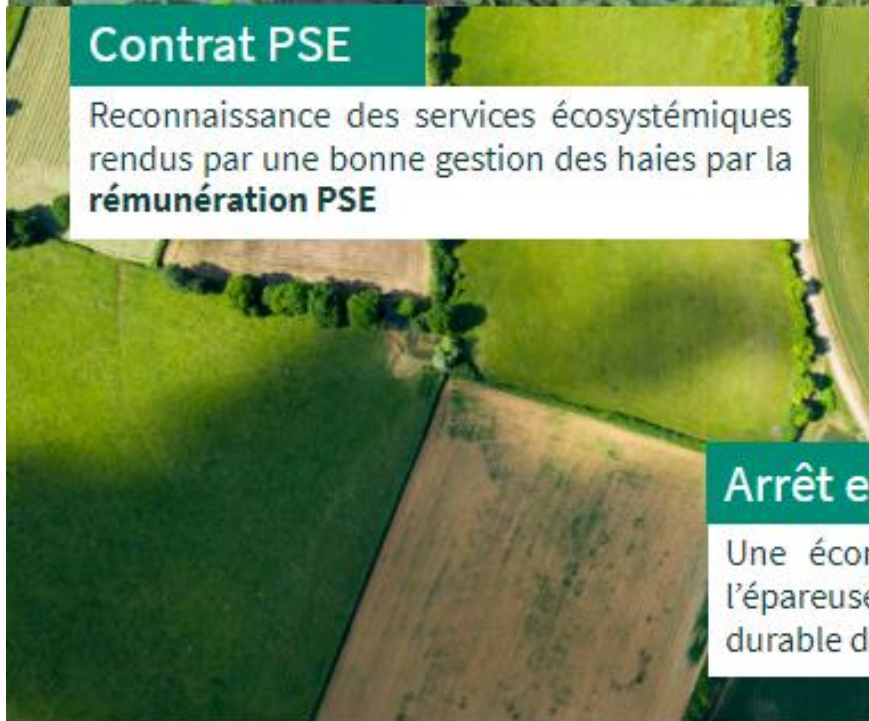 Contrat PSE
Reconnaissance des services écosystémiques
rendus par une bonne gestion des haies par la
rémunération PSE
Arrêt
Une
l’épareuse
durable